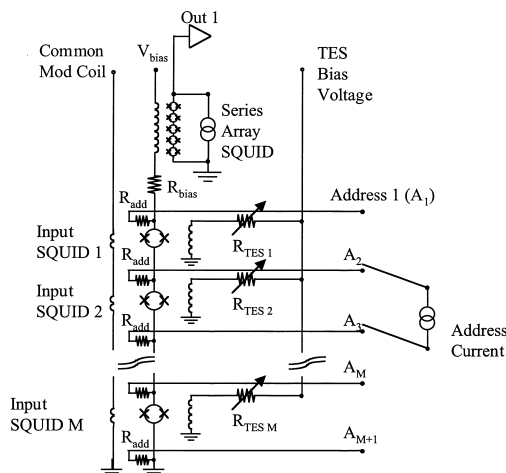 Out 1
Common
Mod Coil
V_bias
TES
Bias
Voltage
Series
Array
SQUID
R_bias
R_add
Address 1 (A_1)
Input
SQUID 1
R_TES 1
R_add
A_2
Input
SQUID 2
R_TES 2
R_add
A_3
Address
Current
A_M
Input
SQUID M
R_TES M
R_add
A_M+1